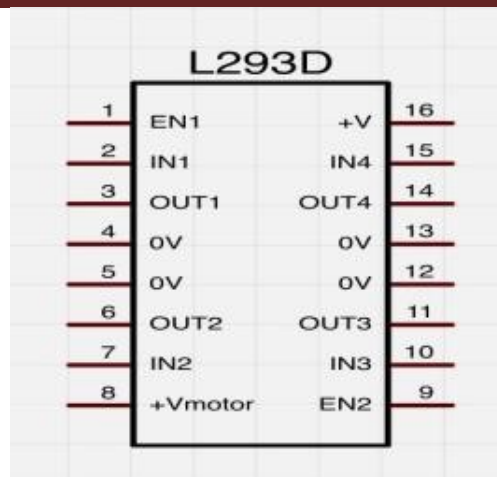 L293D
1 EN1 +V 16
2 IN1 IN4 15
3 OUT1 OUT4 14
4 0V 0V 13
5 0V 0V 12
6 OUT2 OUT3 11
7 IN2 IN3 10
8 +Vmotor EN2 9